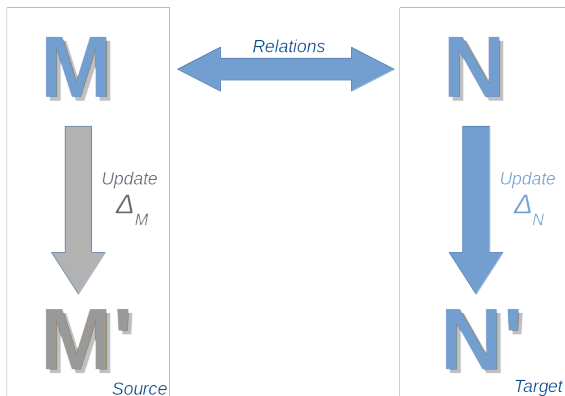 M
Relations
N
Update
Δ_M
Update
Δ_N
M'
N'
Source
Target